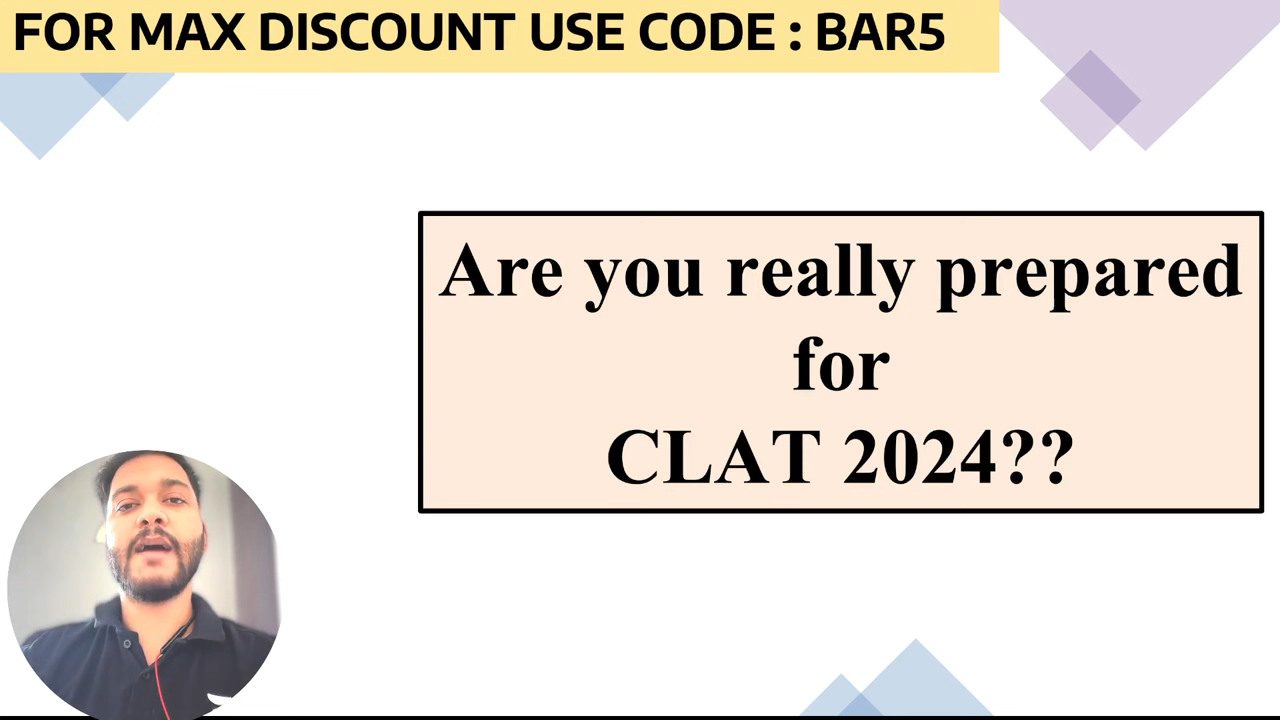 FOR MAX DISCOUNT USE CODE : BAR5
Are you really prepared
for
CLAT 2024??